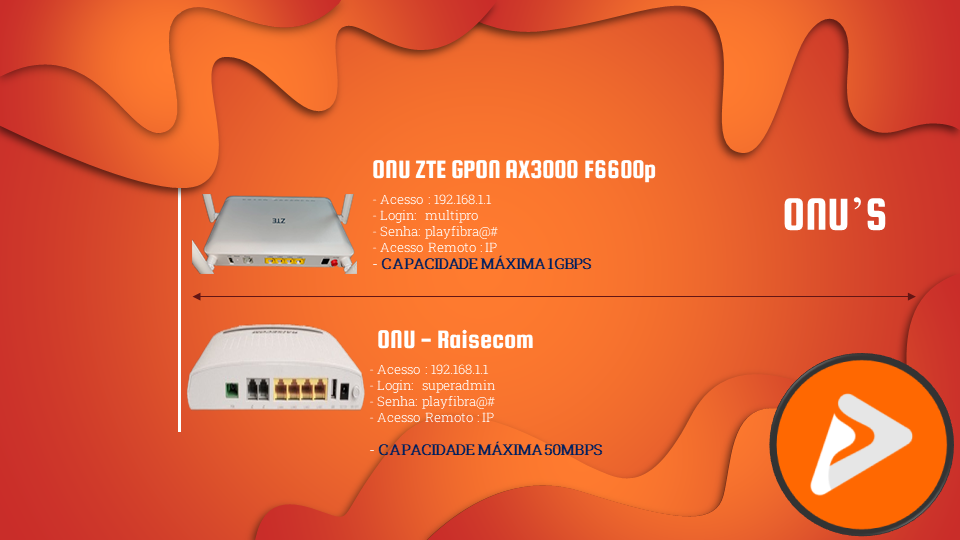 ONU ZTE GPON AX3000 F6600p
- Acesso : 192.168.1.1
- Login: multipro
- Senha: playfibra@#
- Acesso Remoto : IP
- CAPACIDADE MÁXIMA 1GBPS
ONU'S
ZTE
ONU – Raisecom
- Acesso : 192.168.1.1
- Login: superadmin
- Senha: playfibra@#
- Acesso Remoto : IP
- CAPACIDADE MÁXIMA 50MBPS
RAISECOM